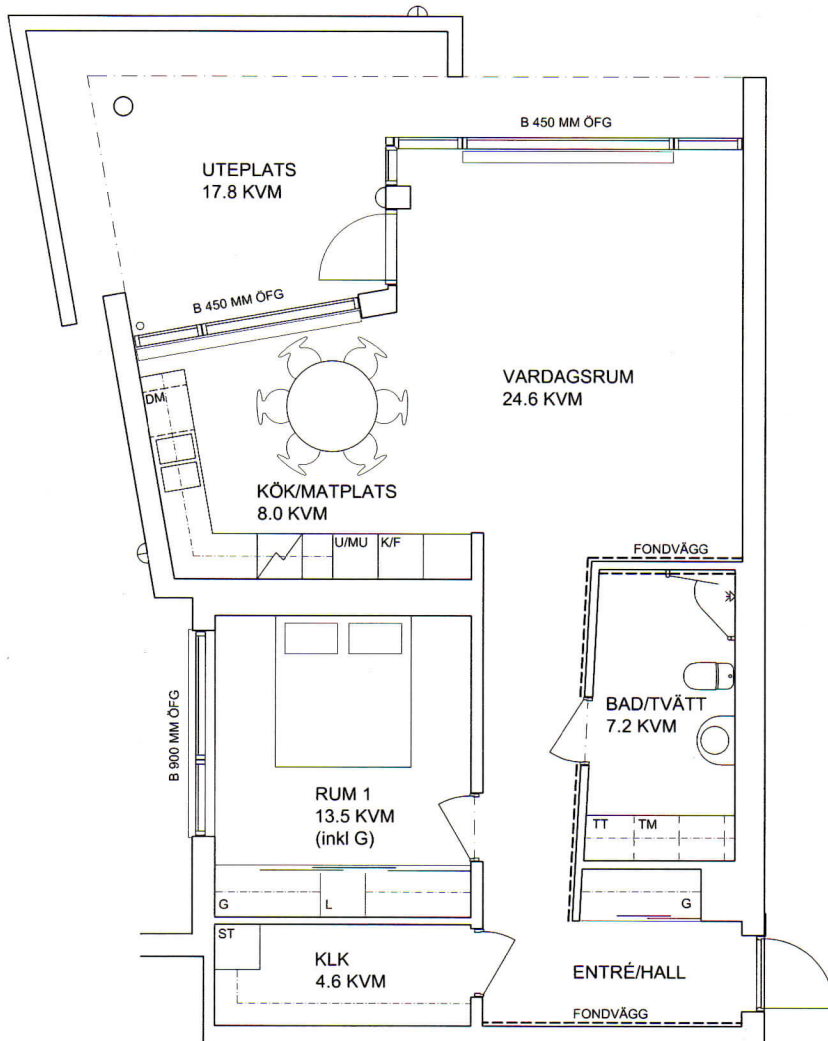 B 450 MM ÖFG
UTEPLATS
17.8 KVM
B 450 MM ÖFG
VARDAGSRUM
24.6 KVM
DM
KÖK/MATPLATS
8.0 KVM
U/MU
K/F
FONDVÄGG
B 900 MM ÖFG
BAD/TVÄTT
7.2 KVM
RUM 1
13.5 KVM
(inkl G)
TT
TM
G
L
G
ST
KLK
4.6 KVM
ENTRÉ/HALL
FONDVÄGG